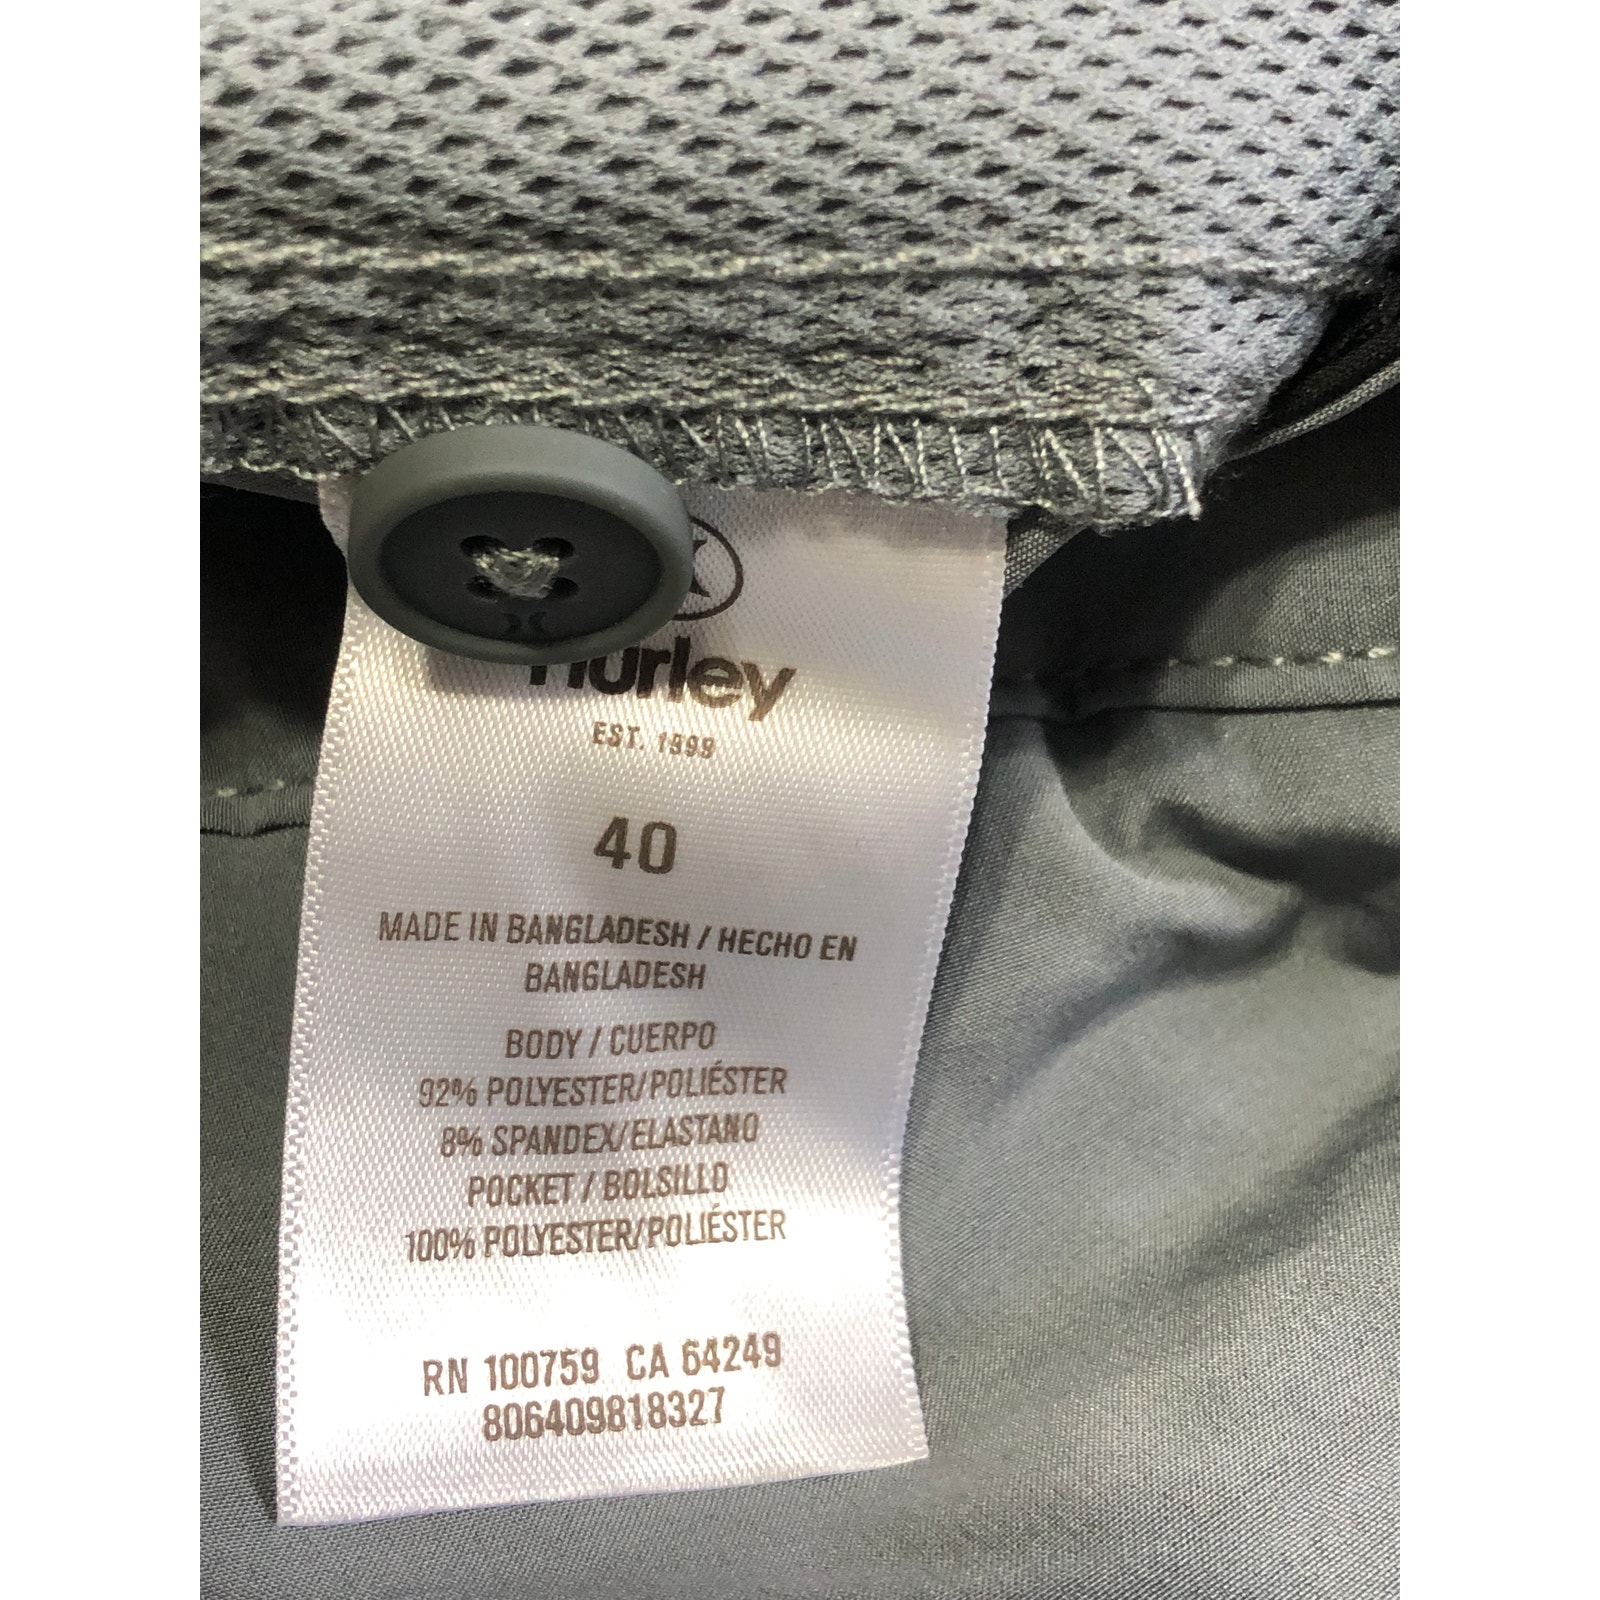 Hurley
EST. 1999
40
MADE IN BANGLADESH / HECHO EN
BANGLADESH
BODY / CUERPO
92% POLYESTER/POLIÉSTER
8% SPANDEX/ELASTANO
POCKET / BOLSILLO
100% POLYESTER/POLIÉSTER
RN 100759 CA 64249
806409818327